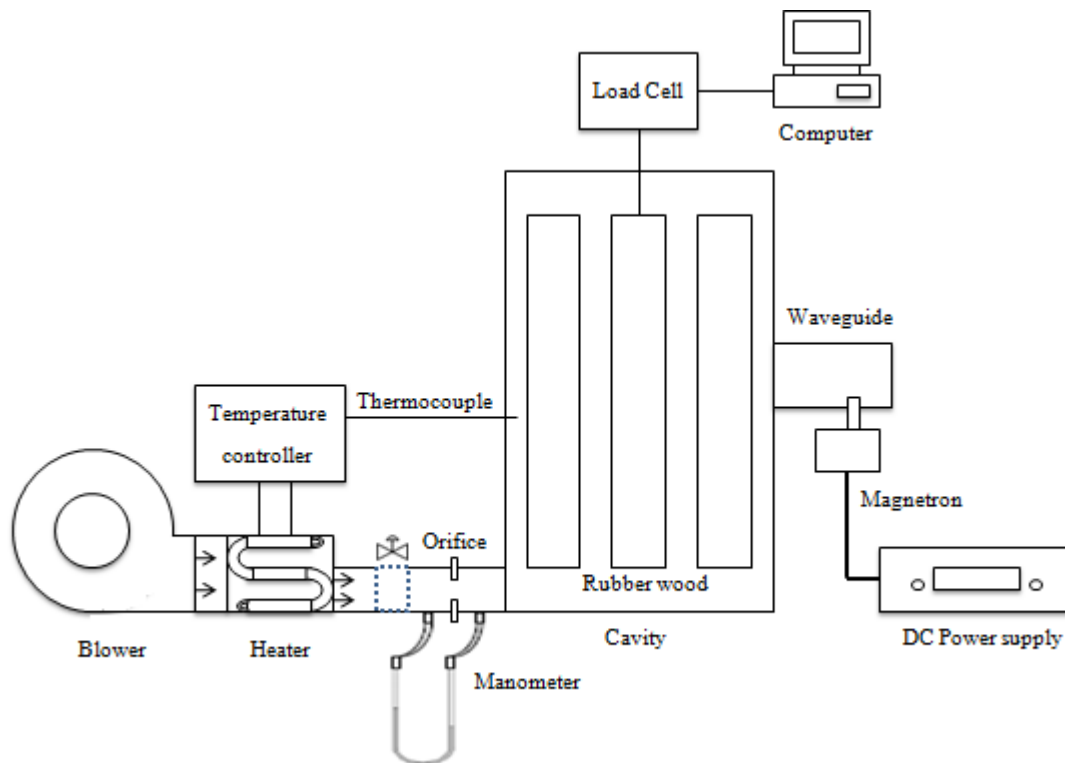 Load Cell
Computer
Waveguide
Thermocouple
Temperature
controller
Magnetron
Orifice
Rubber wood
Blower
Heater
Cavity
DC Power supply
Manometer